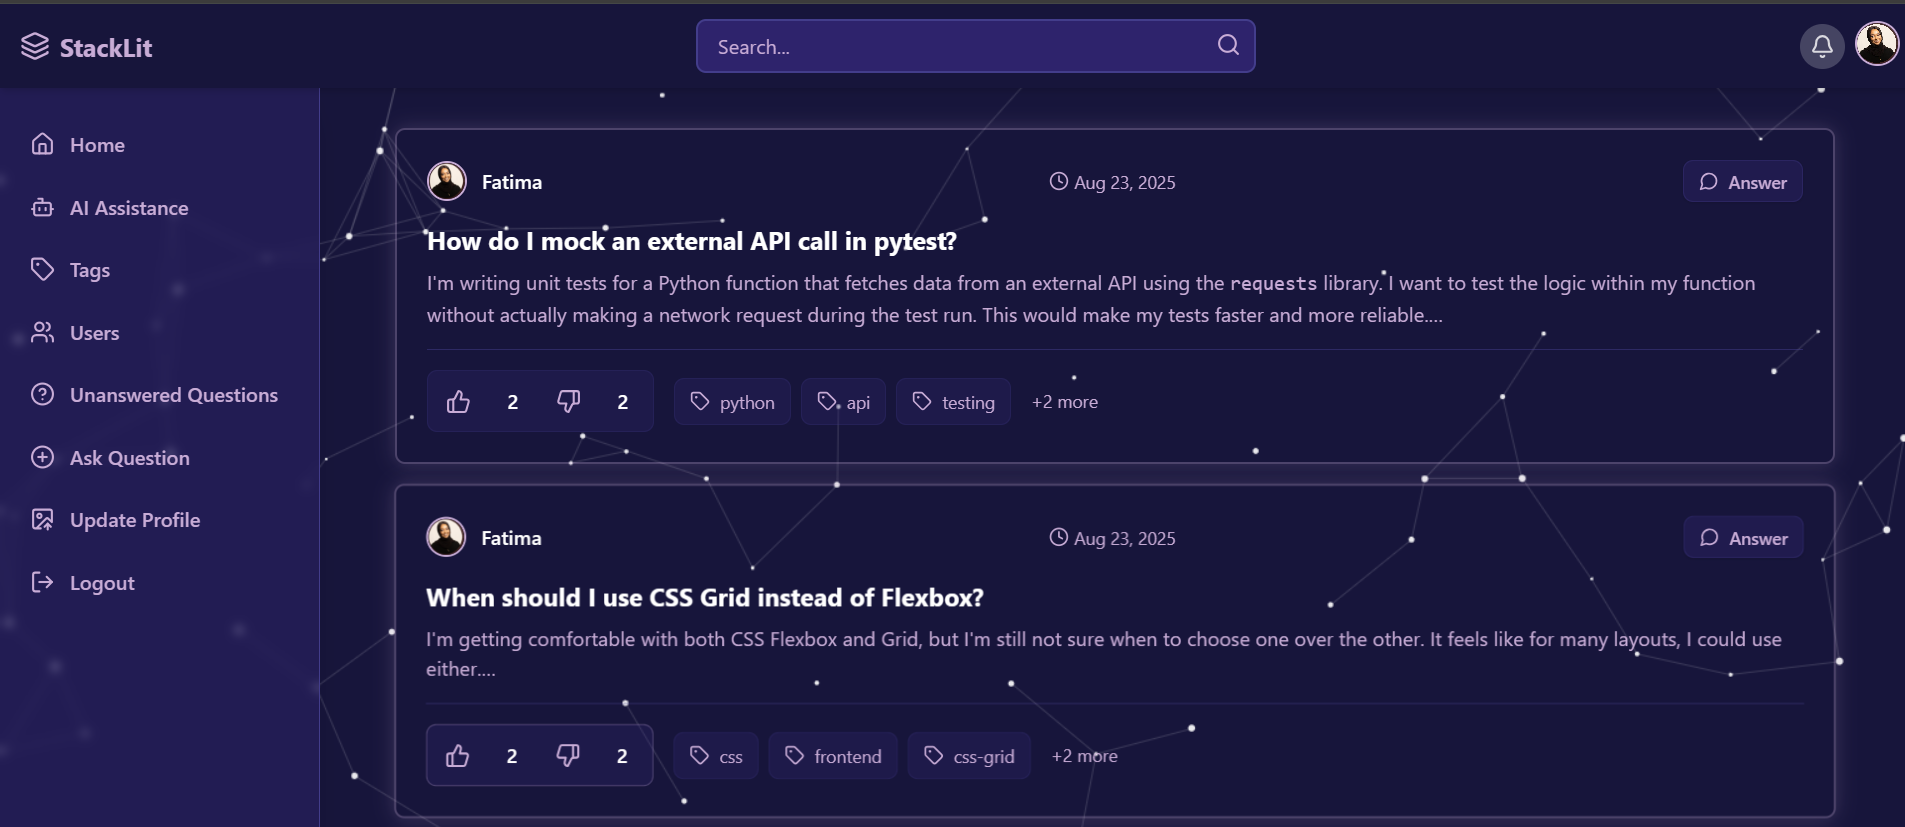 StackLit
Search...
Home
AI Assistance
Tags
Users
Unanswered Questions
Ask Question
Update Profile
Logout
Fatima
Aug 23, 2025
Answer
How do I mock an external API call in pytest?
I'm writing unit tests for a Python function that fetches data from an external API using the requests library. I want to test the logic within my function
without actually making a network request during the test run. This would make my tests faster and more reliable....
2 2 python api testing +2 more
Fatima
Aug 23, 2025
Answer
When should I use CSS Grid instead of Flexbox?
I'm getting comfortable with both CSS Flexbox and Grid, but I'm still not sure when to choose one over the other. It feels like for many layouts, I could use
either....
2 2 css frontend css-grid +2 more